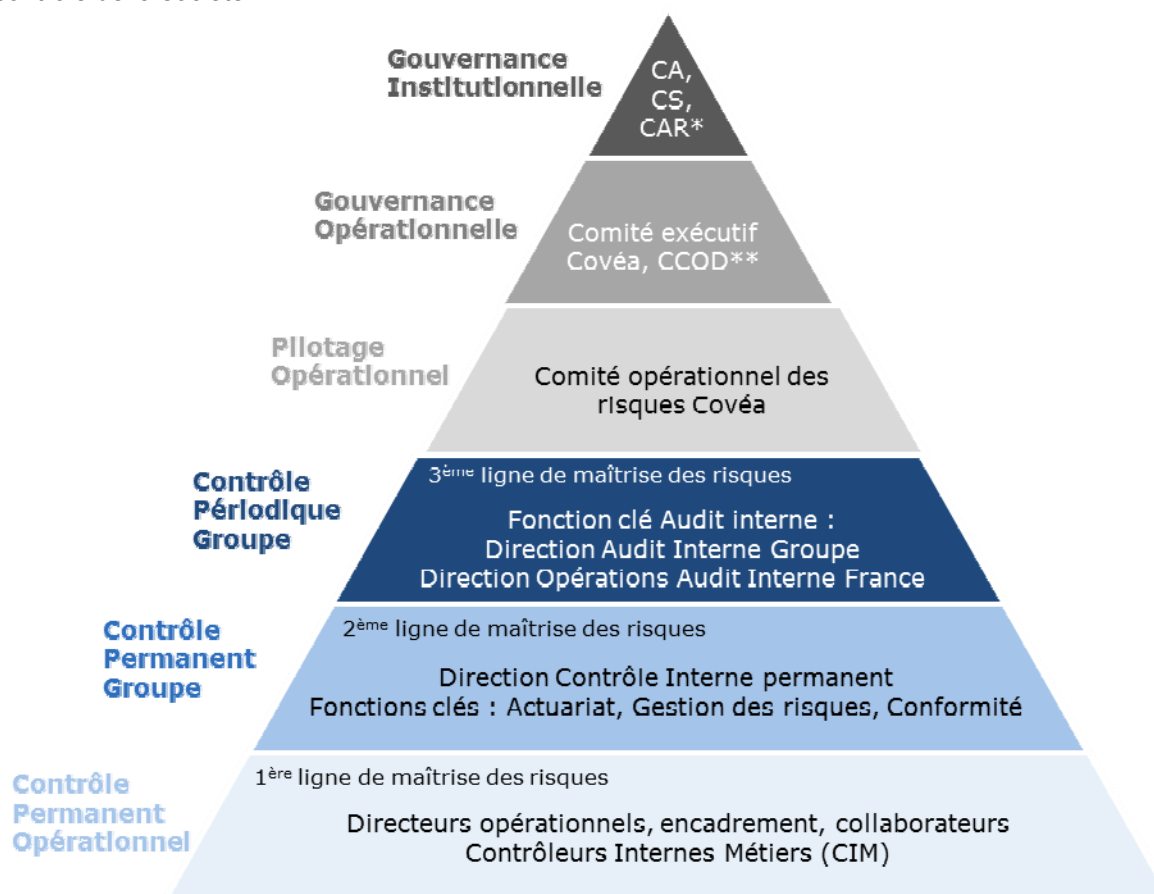 Gouvernance
Institutionnelle
CA,
CS,
CAR*
Gouvernance
Opérationnelle
Comité exécutif
Covéa, CCOD**
Pilotage
Opérationnel
Comité opérationnel des
risques Covéa
Contrôle
Périodique
Groupe
3ème ligne de maîtrise des risques
Fonction clé Audit interne :
Direction Audit Interne Groupe
Direction Opérations Audit Interne France
Contrôle
Permanent
Groupe
2ème ligne de maîtrise des risques
Direction Contrôle Interne permanent
Fonctions clés : Actuariat, Gestion des risques, Conformité
Contrôle
Permanent
Opérationnel
1ère ligne de maîtrise des risques
Directeurs opérationnels, encadrement, collaborateurs
Contrôleurs Internes Métiers (CIM)